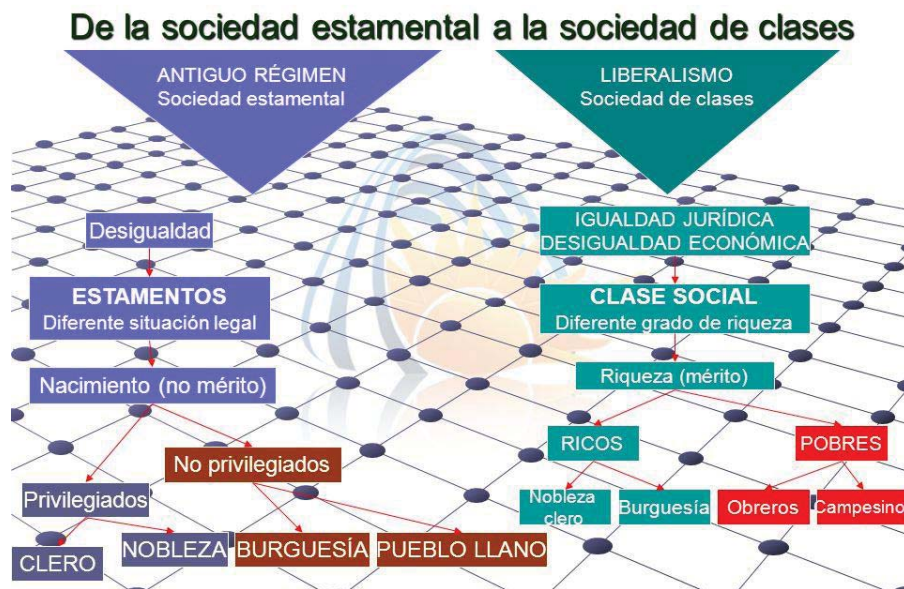 De la sociedad estamental a la sociedad de clases
ANTIGUO RÉGIMEN
Sociedad estamental
Desigualdad
ESTAMENTOS
Diferente situación legal
Nacimiento (no mérito)
No privilegiados
Privilegiados
CLERO
NOBLEZA
BURGUESÍA
PUEBLO LLANO
LIBERALISMO
Sociedad de clases
IGUALDAD JURÍDICA
DESIGUALDAD ECONÓMICA
CLASE SOCIAL
Diferente grado de riqueza
Riqueza (mérito)
RICOS
POBRES
Nobleza
clero
Burguesía
Obreros
Campesino